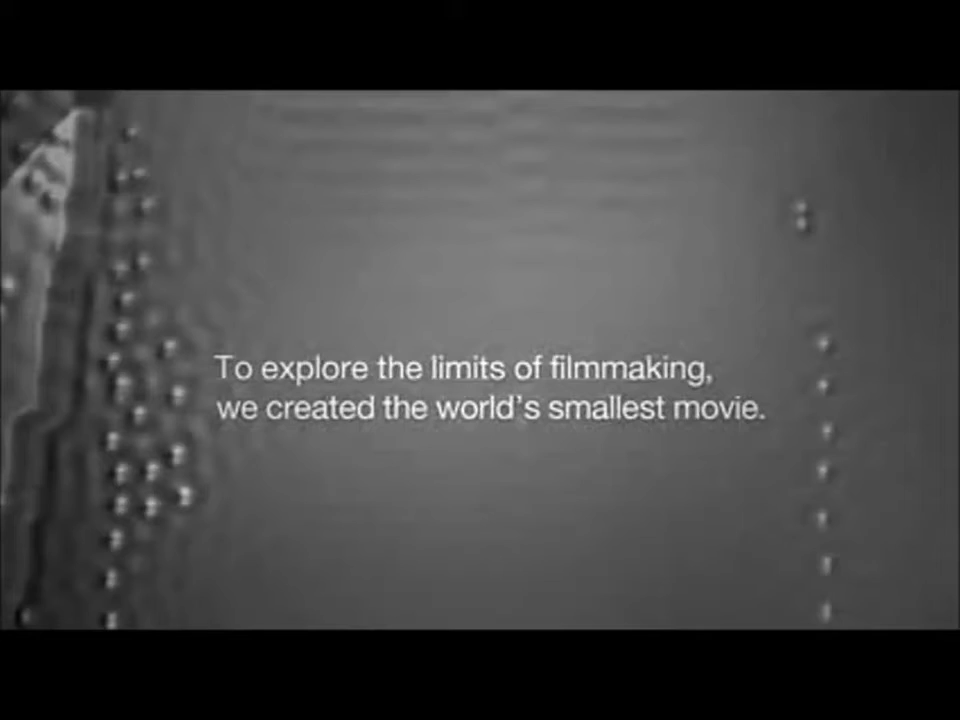 To explore the limits of filmmaking,
we created the world's smallest movie.